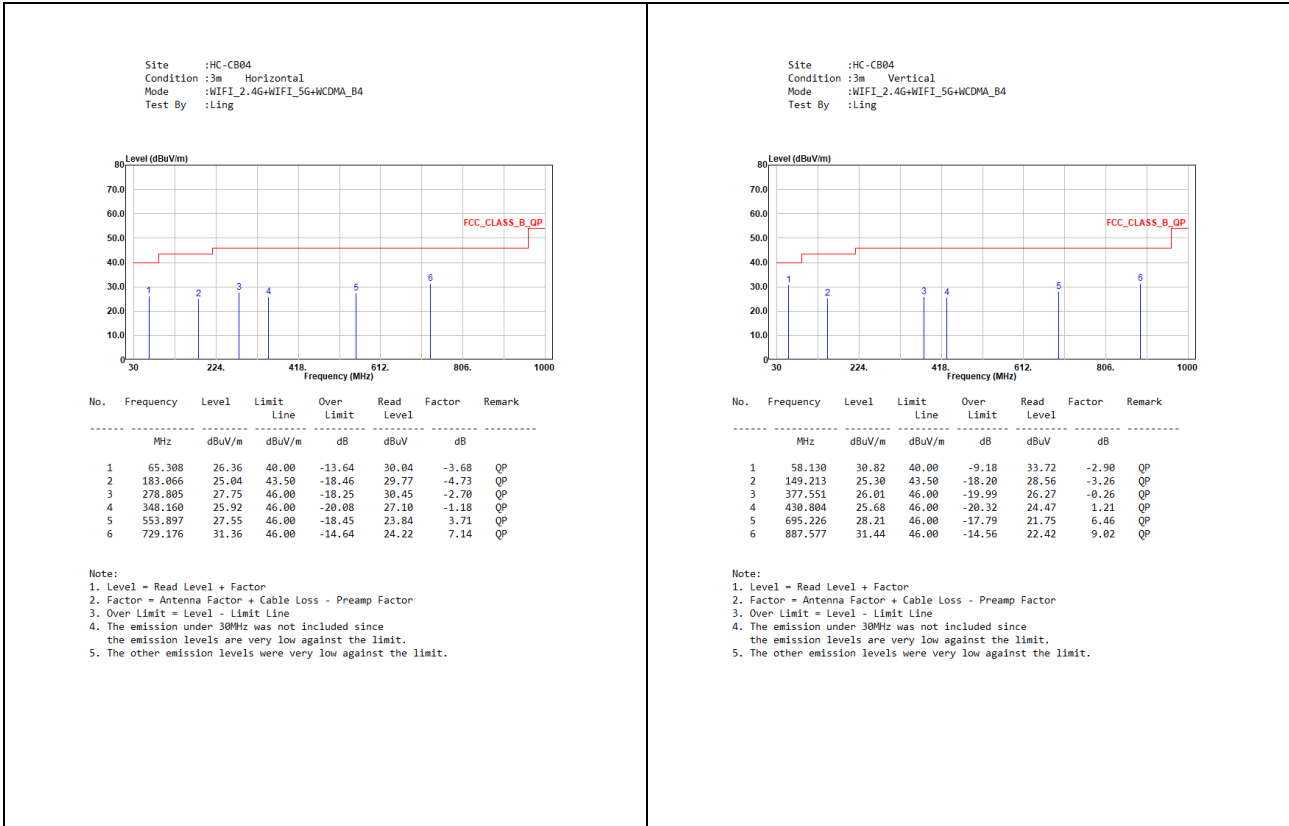 Site      :HC-CB04
Condition :3m    Horizontal
Mode      :WIFI_2.4G+WIFI_5G+WCDMA_B4
Test By   :Ling
Level (dBuV/m)
80
70.0
60.0
FCC_CLASS_B_QP
50.0
40.0
30.0
20.0
10.0
0
1 2 3 4 5 6
30 224. 418. 612. 806. 1000
Frequency (MHz)
No. Frequency Level Limit Over Read Factor Remark
Line Limit Level
------ ----------- -------- --------- -------- -------- -------- ---------
MHz dBuV/m dBuV/m dB dBuV dB
1 65.308 26.36 40.00 -13.64 30.04 -3.68 QP
2 183.066 25.04 43.50 -18.46 29.77 -4.73 QP
3 278.805 27.75 46.00 -18.25 30.45 -2.70 QP
4 348.160 25.92 46.00 -20.08 27.10 -1.18 QP
5 553.897 27.55 46.00 -18.45 23.84 3.71 QP
6 729.176 31.36 46.00 -14.64 24.22 7.14 QP
Note:
1. Level = Read Level + Factor
2. Factor = Antenna Factor + Cable Loss - Preamp Factor
3. Over Limit = Level - Limit Line
4. The emission under 30MHz was not included since
the emission levels are very low against the limit.
5. The other emission levels were very low against the limit.
Site      :HC-CB04
Condition :3m    Vertical
Mode      :WIFI_2.4G+WIFI_5G+WCDMA_B4
Test By   :Ling
Level (dBuV/m)
80
70.0
60.0
FCC_CLASS_B_QP
50.0
40.0
30.0
20.0
10.0
0
1 2 3 4 5 6
30 224. 418. 612. 806. 1000
Frequency (MHz)
No. Frequency Level Limit Over Read Factor Remark
Line Limit Level
------ ----------- -------- --------- -------- -------- -------- ---------
MHz dBuV/m dBuV/m dB dBuV dB
1 58.130 30.82 40.00 -9.18 33.72 -2.90 QP
2 149.213 25.30 43.50 -18.20 28.56 -3.26 QP
3 377.551 26.01 46.00 -19.99 26.27 -0.26 QP
4 430.804 25.68 46.00 -20.32 24.47 1.21 QP
5 695.226 28.21 46.00 -17.79 21.75 6.46 QP
6 887.577 31.44 46.00 -14.56 22.42 9.02 QP
Note:
1. Level = Read Level + Factor
2. Factor = Antenna Factor + Cable Loss - Preamp Factor
3. Over Limit = Level - Limit Line
4. The emission under 30MHz was not included since
the emission levels are very low against the limit.
5. The other emission levels were very low against the limit.